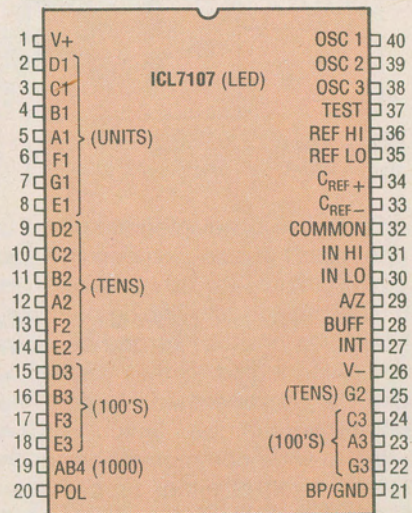 ICL7107 (LED)
1 V+
2 D1
3 C1
4 B1
5 A1
6 F1
7 G1
8 E1
(UNITS)
9 D2
10 C2
11 B2
12 A2
13 F2
14 E2
(TENS)
15 D3
16 B3
17 F3
18 E3
(100'S)
19 AB4 (1000)
20 POL
OSC 1 40
OSC 2 39
OSC 3 38
TEST 37
REF HI 36
REF LO 35
CREF+ 34
CREF− 33
COMMON 32
IN HI 31
IN LO 30
A/Z 29
BUFF 28
INT 27
V− 26
(TENS) G2 25
C3 24
(100'S) A3 23
G3 22
BP/GND 21